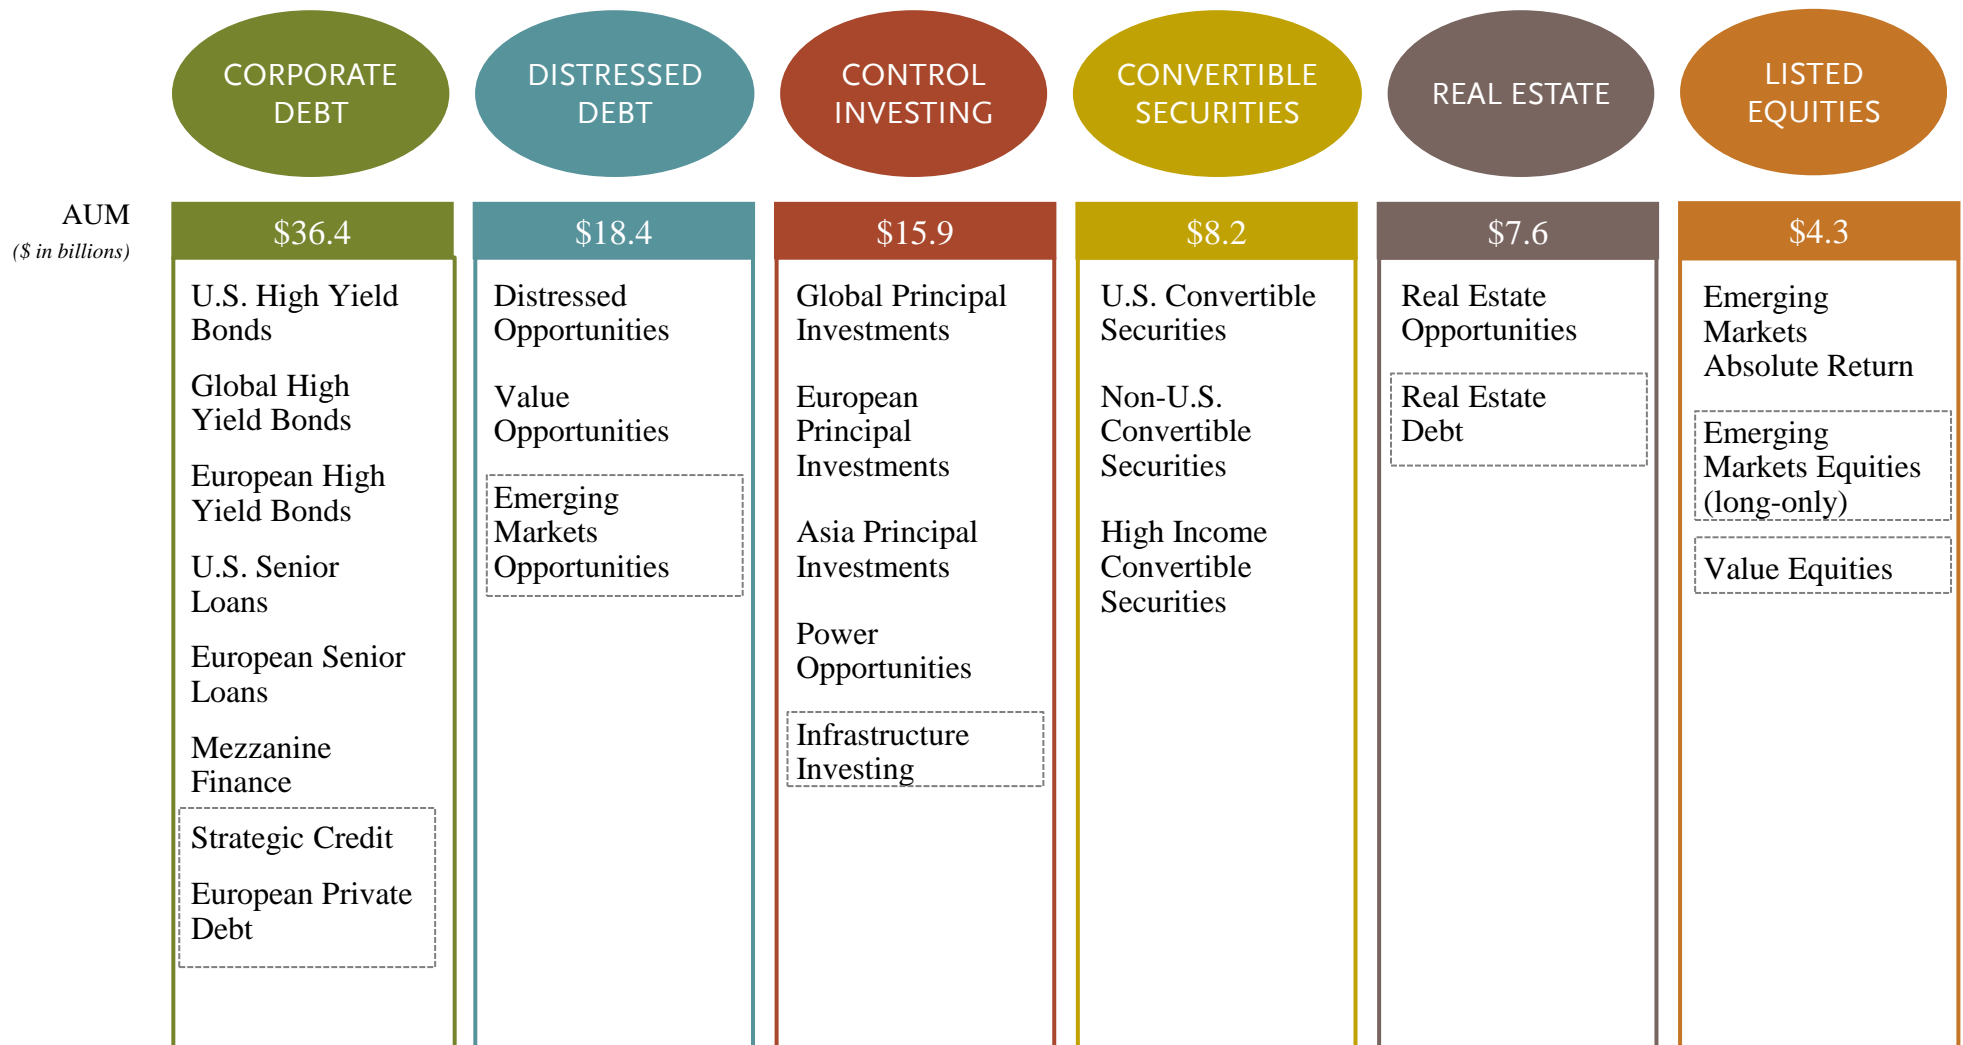 CORPORATE
DEBT
DISTRESSED
DEBT
CONTROL
INVESTING
CONVERTIBLE
SECURITIES
REAL ESTATE
LISTED
EQUITIES
AUM
($ in billions)
$36.4
$18.4
$15.9
$8.2
$7.6
$4.3
U.S. High Yield
Bonds
Global High
Yield Bonds
European High
Yield Bonds
U.S. Senior
Loans
European Senior
Loans
Mezzanine
Finance
Strategic Credit
European Private
Debt
Distressed
Opportunities
Value
Opportunities
Emerging
Markets
Opportunities
Global Principal
Investments
European
Principal
Investments
Asia Principal
Investments
Power
Opportunities
Infrastructure
Investing
U.S. Convertible
Securities
Non-U.S.
Convertible
Securities
High Income
Convertible
Securities
Real Estate
Opportunities
Real Estate
Debt
Emerging
Markets
Absolute Return
Emerging
Markets Equities
(long-only)
Value Equities